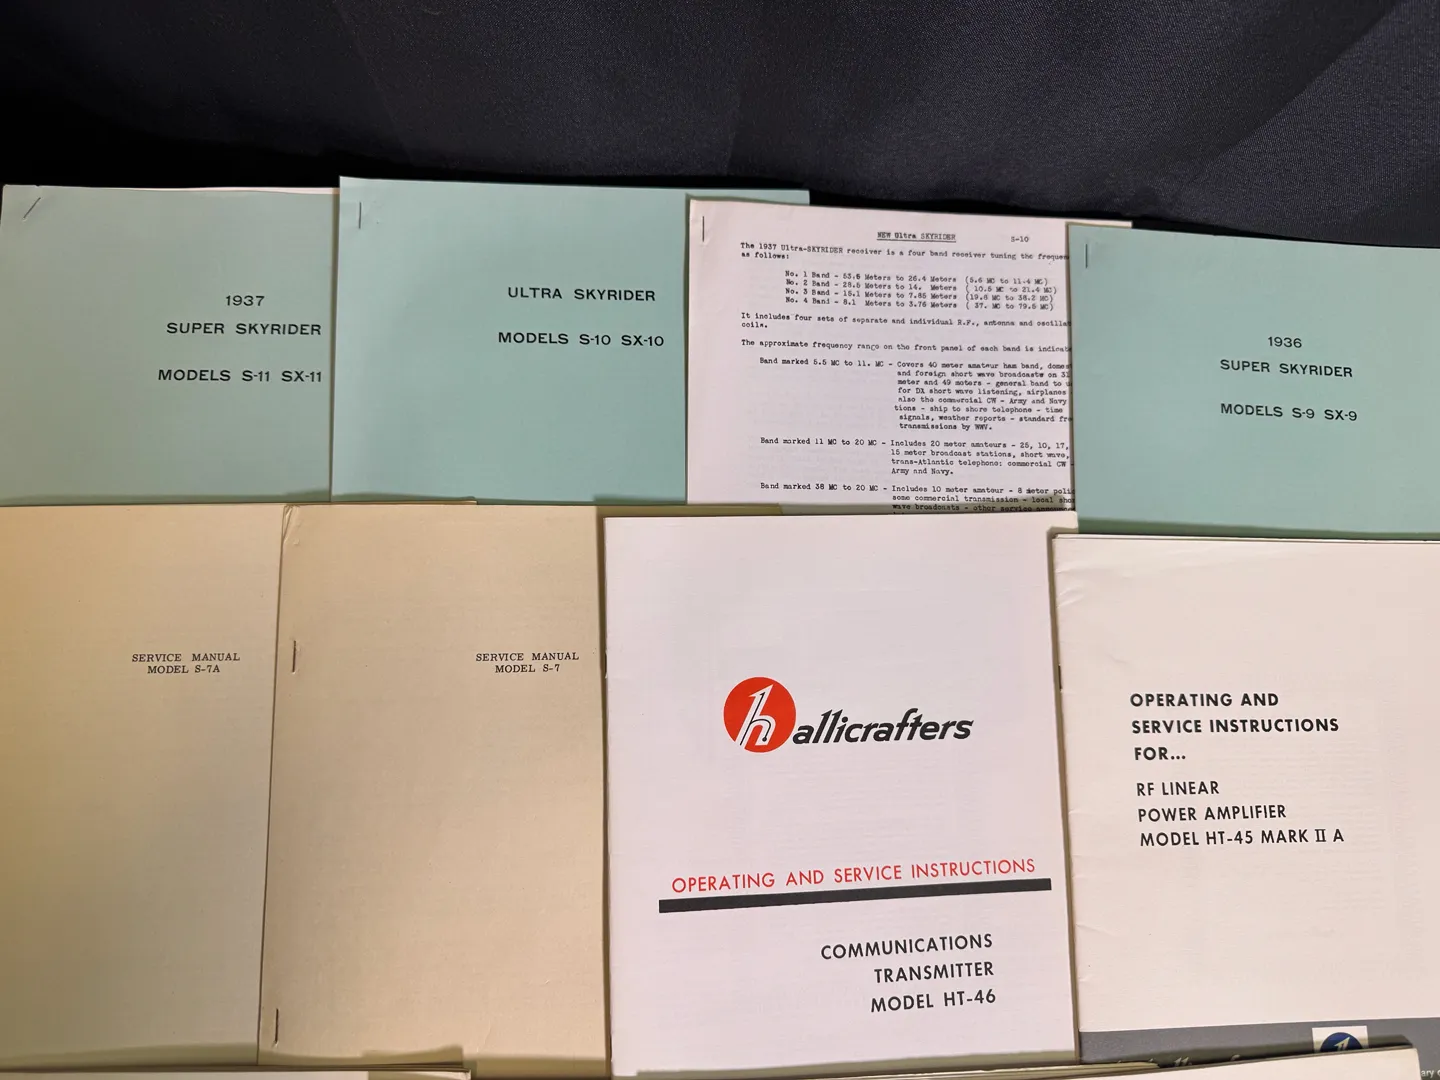 1937
SUPER SKYRIDER
MODELS S-11 SX-11
ULTRA SKYRIDER
MODELS S-10 SX-10
NEW Ultra SKYRIDER S-10
The 1937 Ultra-SKYRIDER receiver is a four band receiver tuning the
as follows:
No. 1 Band - 53.6 Meters to 26.4 Meters (5.6 MC to 11.4 MC)
No. 2 Band - 28.5 Meters to 14. Meters ( 10.5 MC to 21.4 MC)
No. 3 Band - 15.1 Meters to 7.85 Meters (19.8 MC to 38.2 MC)
No. 4 Band - 8.1 Meters to 3.76 Meters ( 37. MC to 79.6 MC)
It includes four sets of separate and individual R.F., antenna and
coils.
The approximate frequency range on the front panel of each band is
Band marked 5.5 MC to 11. MC - Covers 40 meter amateur ham band,
and foreign short wave broadcasts on
meter and 49 meters - general band to
for DX short wave listening, airplanes
also the commercial CW - Army and Navy
tions - ship to shore telephone - time
signals, weather reports - standard
transmissions by WWV.
Band marked 11 MC to 20 MC - Includes 20 meter amateurs - 25, 10, 17,
15 meter broadcast stations, short wave,
trans-Atlantic telephone: commercial CW
Army and Navy.
Band marked 38 MC to 20 MC - Includes 10 meter amateur - 8 meter
some commercial transmission - local
wave broadcasts - other service
1936
SUPER SKYRIDER
MODELS S-9 SX-9
SERVICE MANUAL
MODEL S-7A
SERVICE MANUAL
MODEL S-7
hallicrafters
OPERATING AND SERVICE INSTRUCTIONS
COMMUNICATIONS
TRANSMITTER
MODEL HT-46
OPERATING AND
SERVICE INSTRUCTIONS
FOR...
RF LINEAR
POWER AMPLIFIER
MODEL HT-45 MARK II A